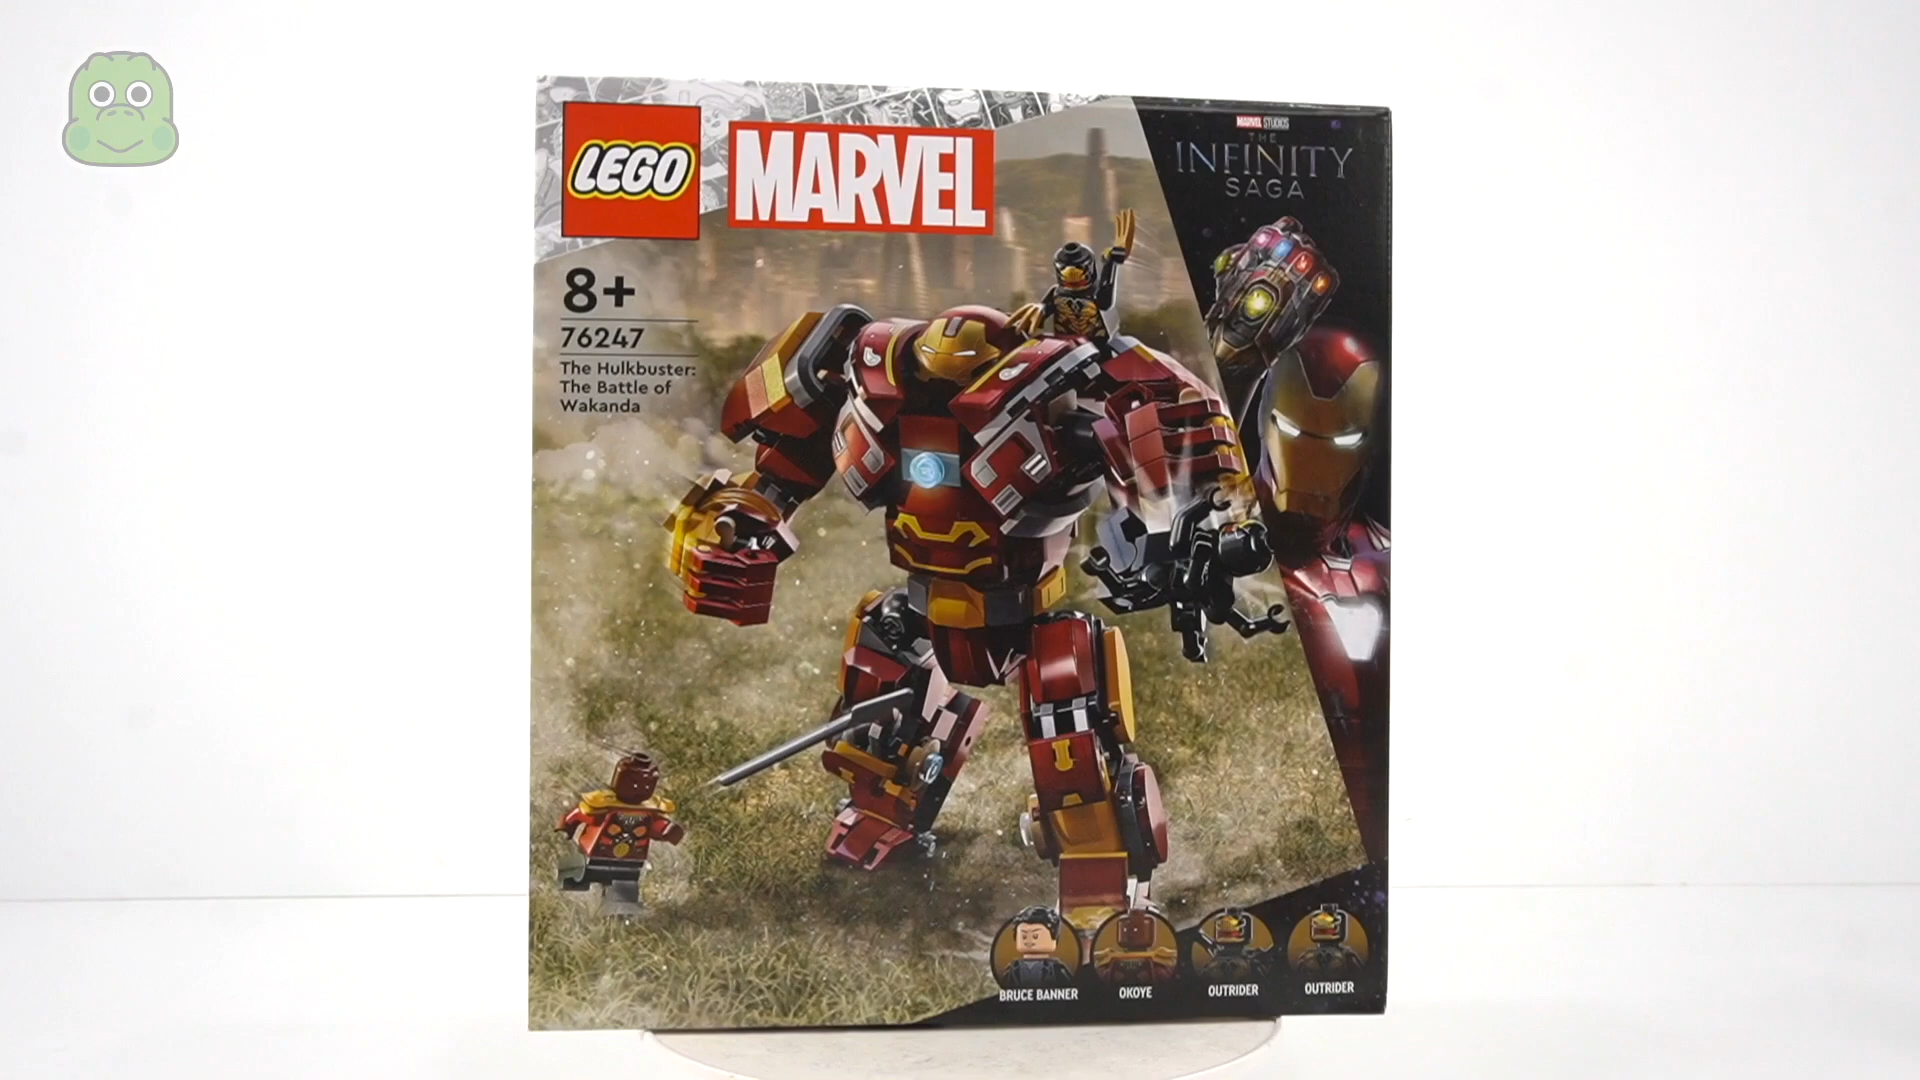 LEGO
MARVEL
MARVEL STUDIOS
THE
INFINITY
SAGA
8+
76247
The Hulkbuster:
The Battle of
Wakanda
BRUCE BANNER
OKOYE
OUTRIDER
OUTRIDER